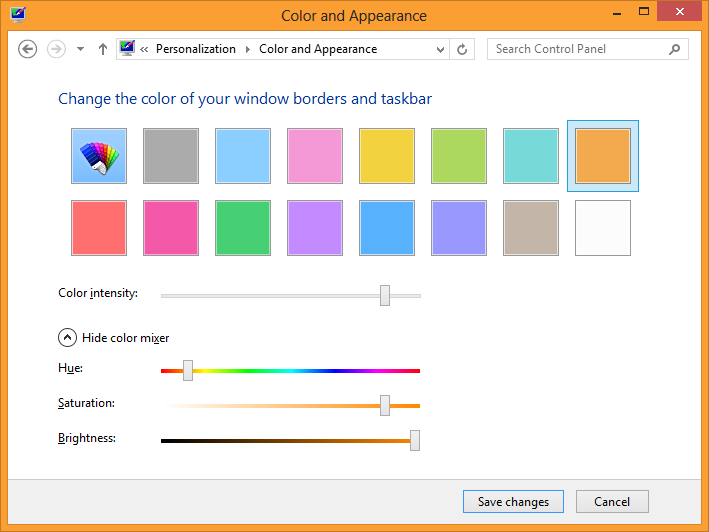 Color and Appearance
« Personalization Color and Appearance
Search Control Panel
Change the color of your window borders and taskbar
Color intensity:
Hide color mixer
Hue:
Saturation:
Brightness:
Save changes
Cancel